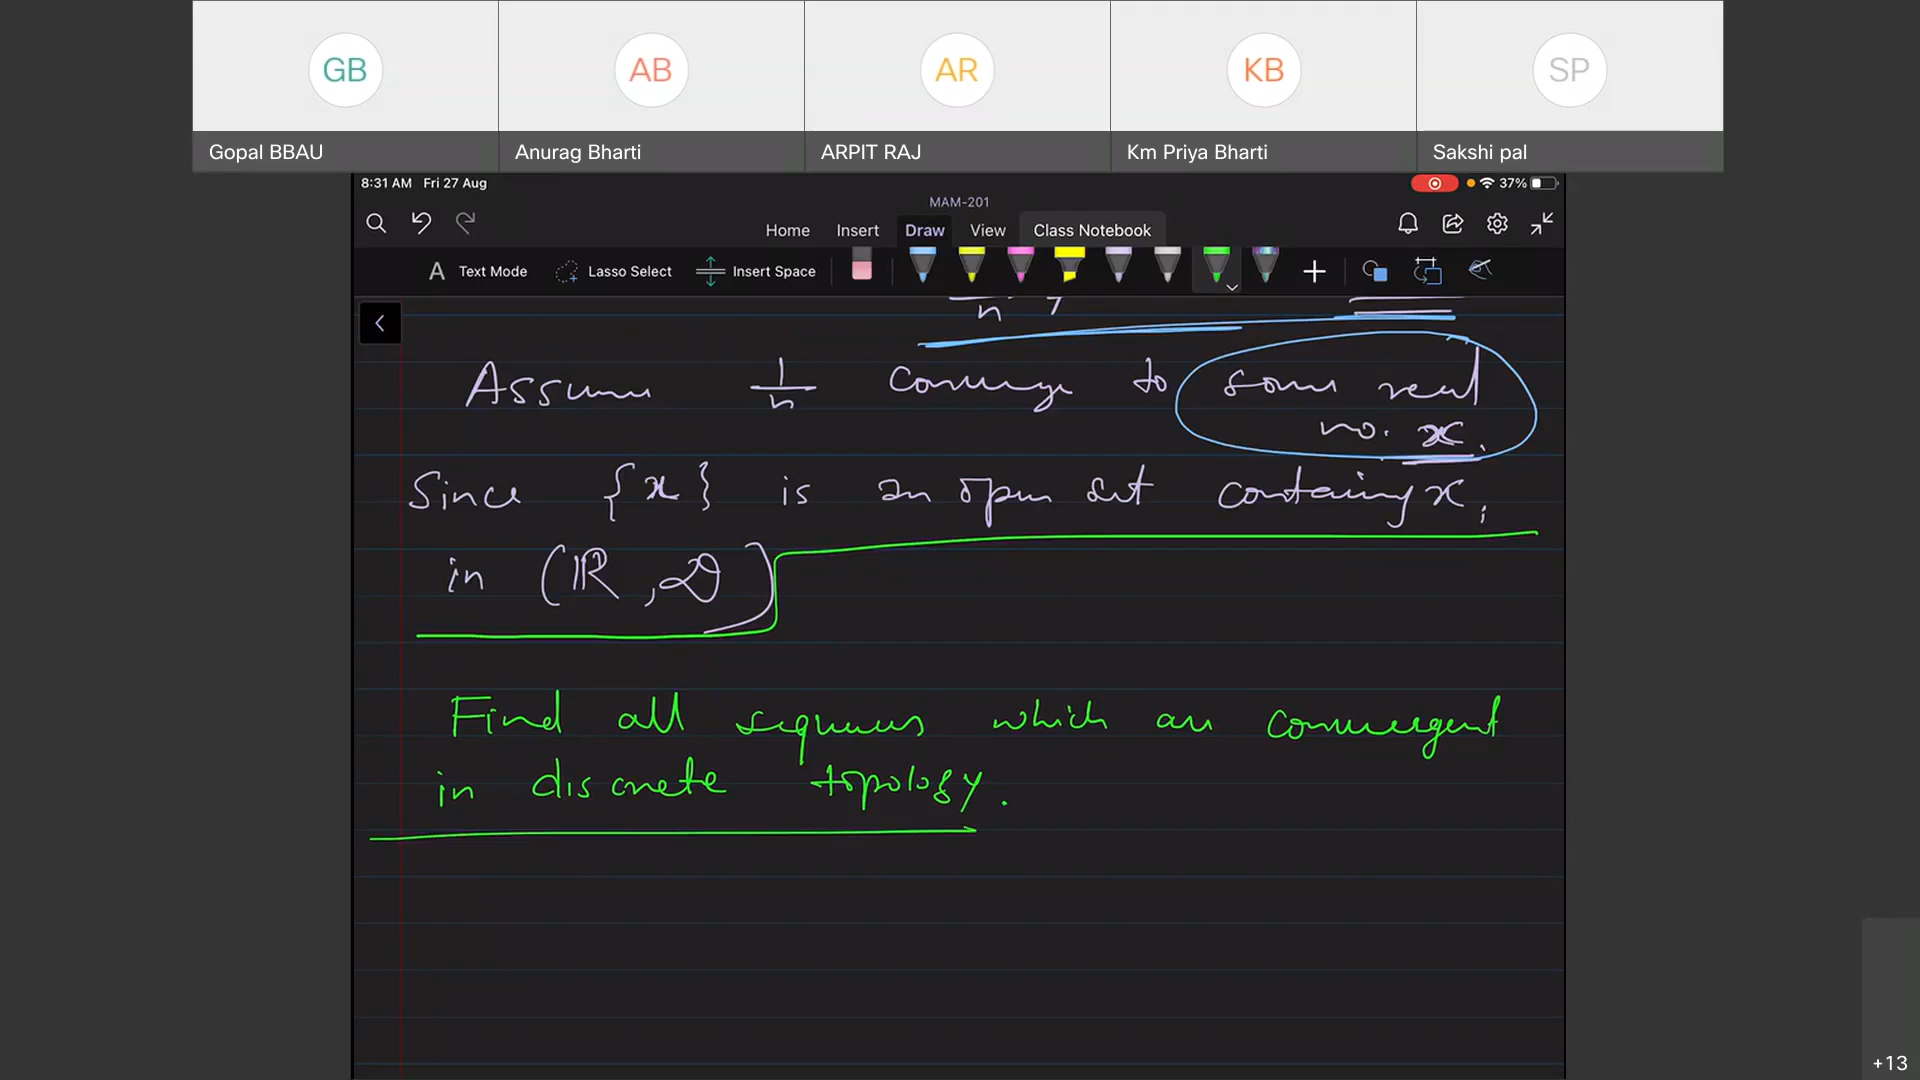 GB AB AR KB SP
Gopal BBAU Anurag Bharti ARPIT RAJ Km Priya Bharti Sakshi pal
8:31 AM Fri 27 Aug 37%
MAM-201
Home Insert Draw View Class Notebook
A Text Mode Lasso Select Insert Space
n
Assume 1/n converge to some real
no. x.
Since {x} is an open set containing x,
in (ℝ, D)
Find all sequences which are convergent
in discrete topology.
+13